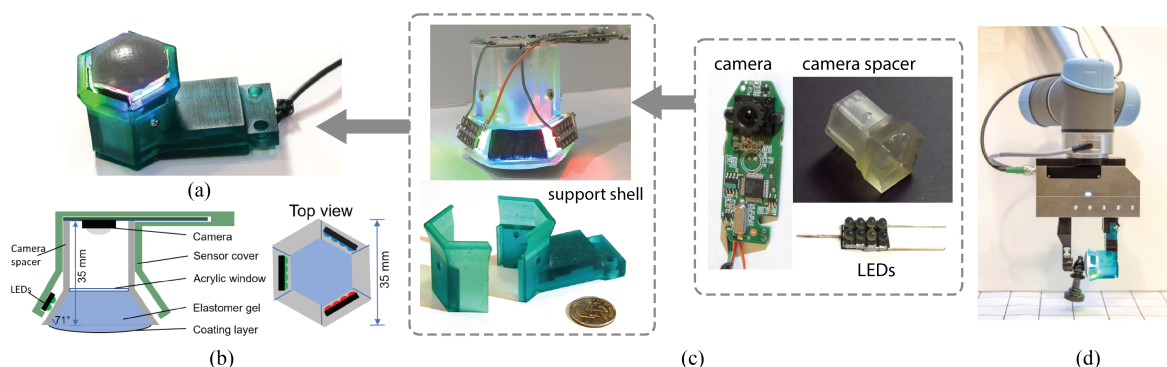 (a)
Camera
spacer
LEDs
35 mm
71°
Camera
Sensor cover
Acrylic window
Elastomer gel
Coating layer
Top view
35 mm
(b)
support shell
camera
camera spacer
LEDs
(c)
(d)